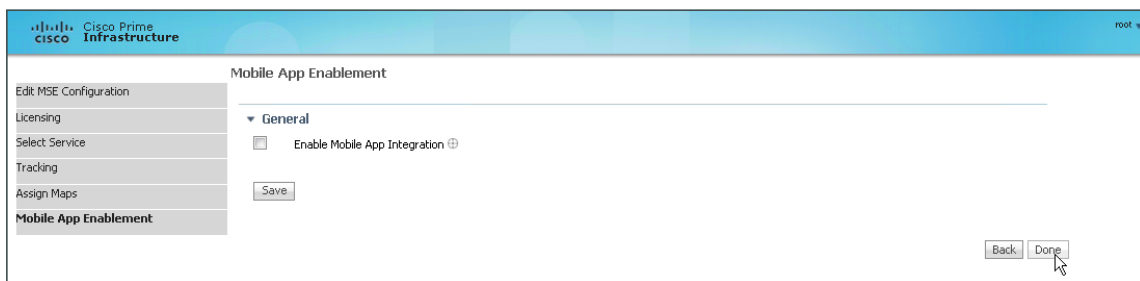 Cisco Prime
CISCO Infrastructure
root
Mobile App Enablement
Edit MSE Configuration
Licensing
Select Service
Tracking
Assign Maps
Mobile App Enablement
General
Enable Mobile App Integration
Save
Back Done